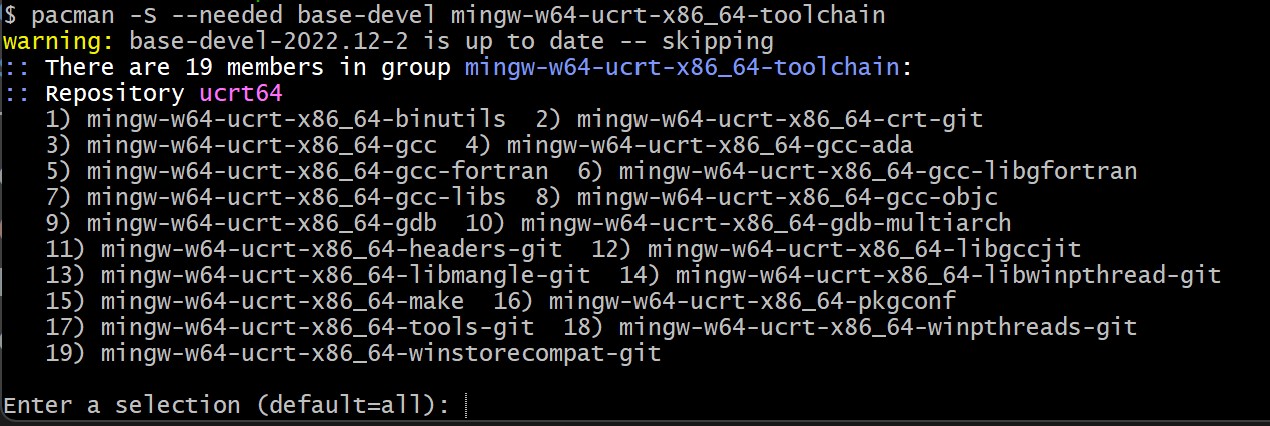 $ pacman -S --needed base-devel mingw-w64-ucrt-x86_64-toolchain
warning: base-devel-2022.12-2 is up to date -- skipping
:: There are 19 members in group mingw-w64-ucrt-x86_64-toolchain:
:: Repository ucrt64
   1) mingw-w64-ucrt-x86_64-binutils  2) mingw-w64-ucrt-x86_64-crt-git
   3) mingw-w64-ucrt-x86_64-gcc  4) mingw-w64-ucrt-x86_64-gcc-ada
   5) mingw-w64-ucrt-x86_64-gcc-fortran  6) mingw-w64-ucrt-x86_64-gcc-libgfortran
   7) mingw-w64-ucrt-x86_64-gcc-libs  8) mingw-w64-ucrt-x86_64-gcc-objc
   9) mingw-w64-ucrt-x86_64-gdb  10) mingw-w64-ucrt-x86_64-gdb-multiarch
   11) mingw-w64-ucrt-x86_64-headers-git  12) mingw-w64-ucrt-x86_64-libgccjit
   13) mingw-w64-ucrt-x86_64-libmangle-git  14) mingw-w64-ucrt-x86_64-libwinpthread-git
   15) mingw-w64-ucrt-x86_64-make  16) mingw-w64-ucrt-x86_64-pkgconf
   17) mingw-w64-ucrt-x86_64-tools-git  18) mingw-w64-ucrt-x86_64-winpthreads-git
   19) mingw-w64-ucrt-x86_64-winstorecompat-git
Enter a selection (default=all):